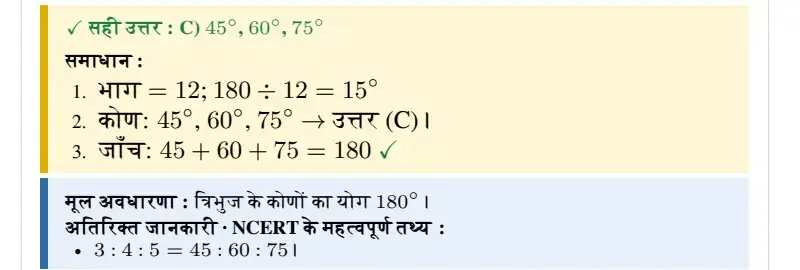 ✓ सही उत्तर : C) 45°, 60°, 75°
समाधान :
1. भाग = 12; 180 ÷ 12 = 15°
2. कोण: 45°, 60°, 75° → उत्तर (C)।
3. जाँच: 45 + 60 + 75 = 180 ✓
मूल अवधारणा : त्रिभुज के कोणों का योग 180°।
अतिरिक्त जानकारी · NCERT के महत्वपूर्ण तथ्य :
• 3 : 4 : 5 = 45 : 60 : 75।